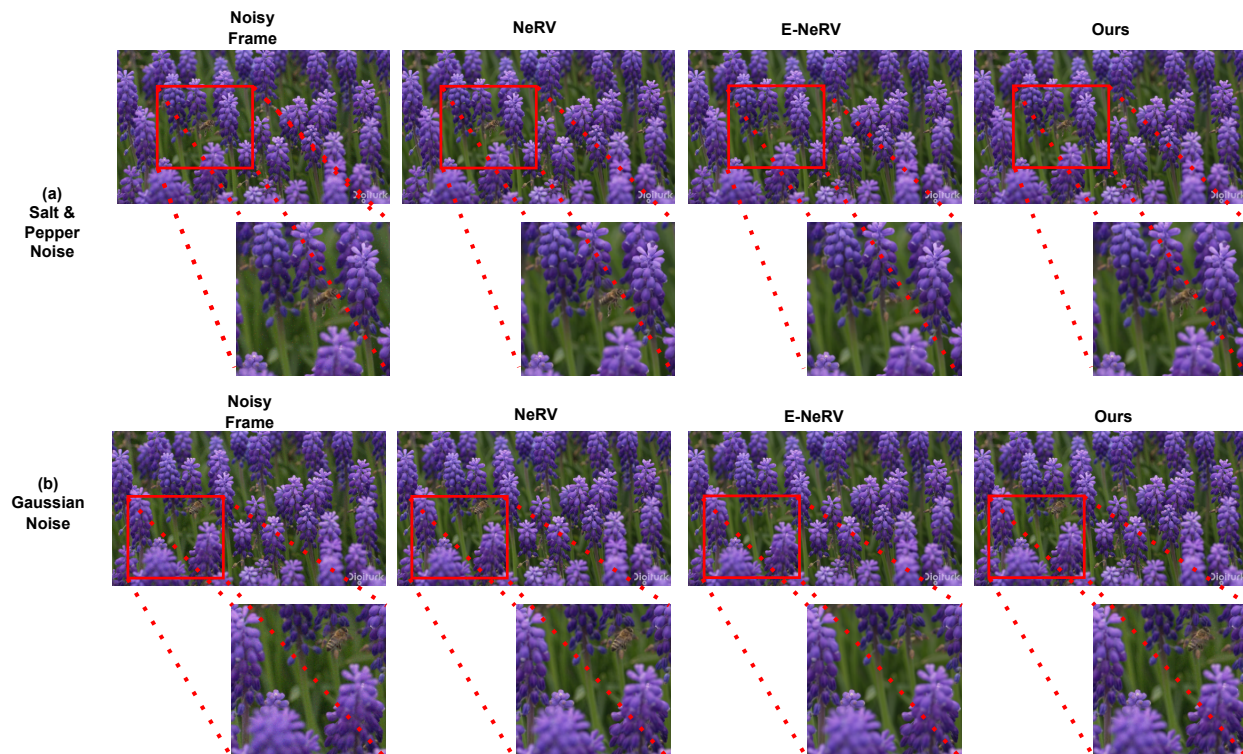 Noisy
Frame
NeRV
E-NeRV
Ours
(a)
Salt &
Pepper
Noise
Noisy
Frame
NeRV
E-NeRV
Ours
(b)
Gaussian
Noise